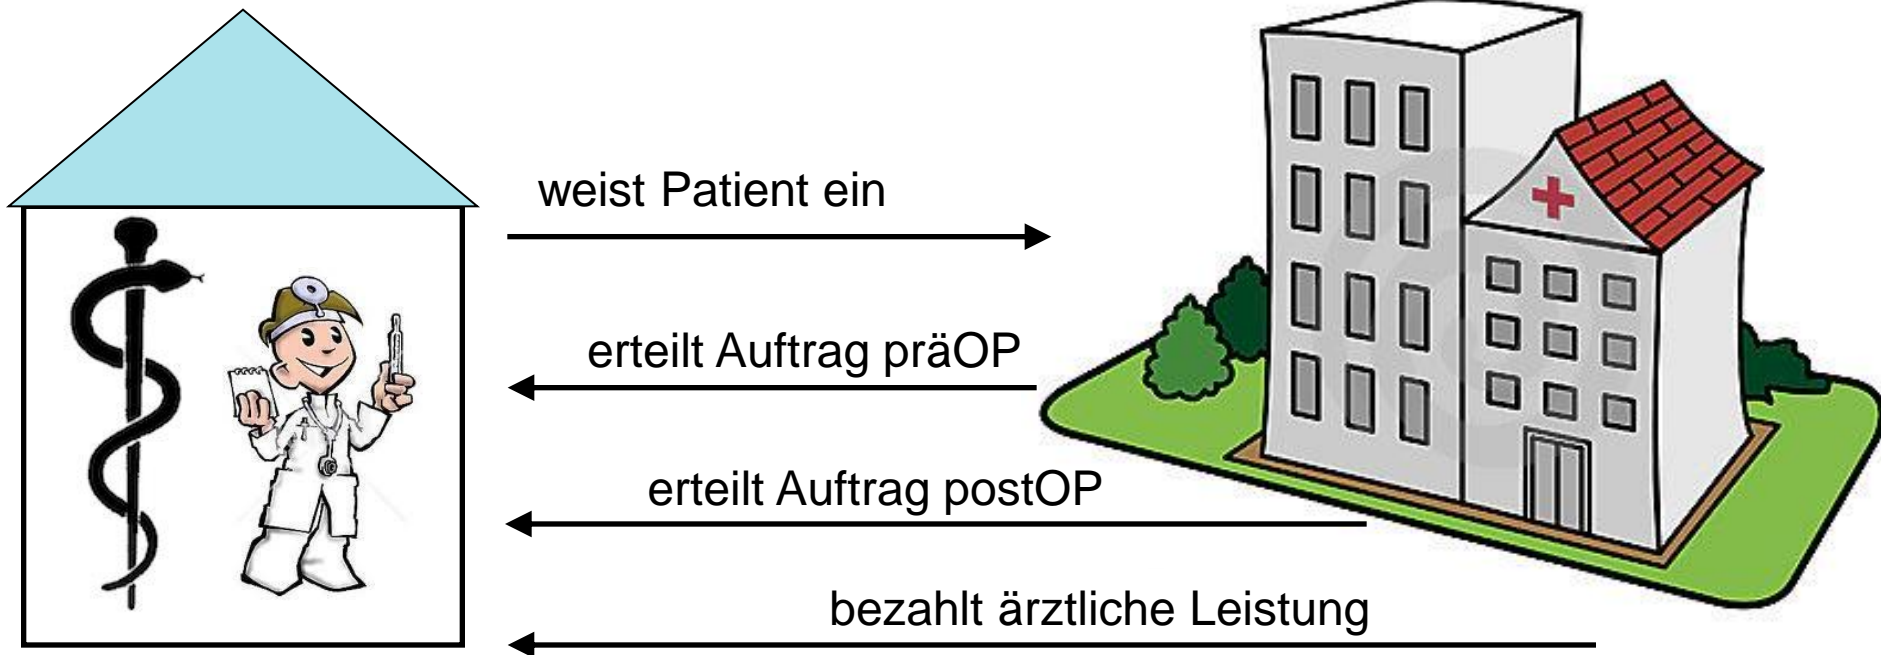 weist Patient ein
erteilt Auftrag präOP
erteilt Auftrag postOP
bezahlt ärztliche Leistung